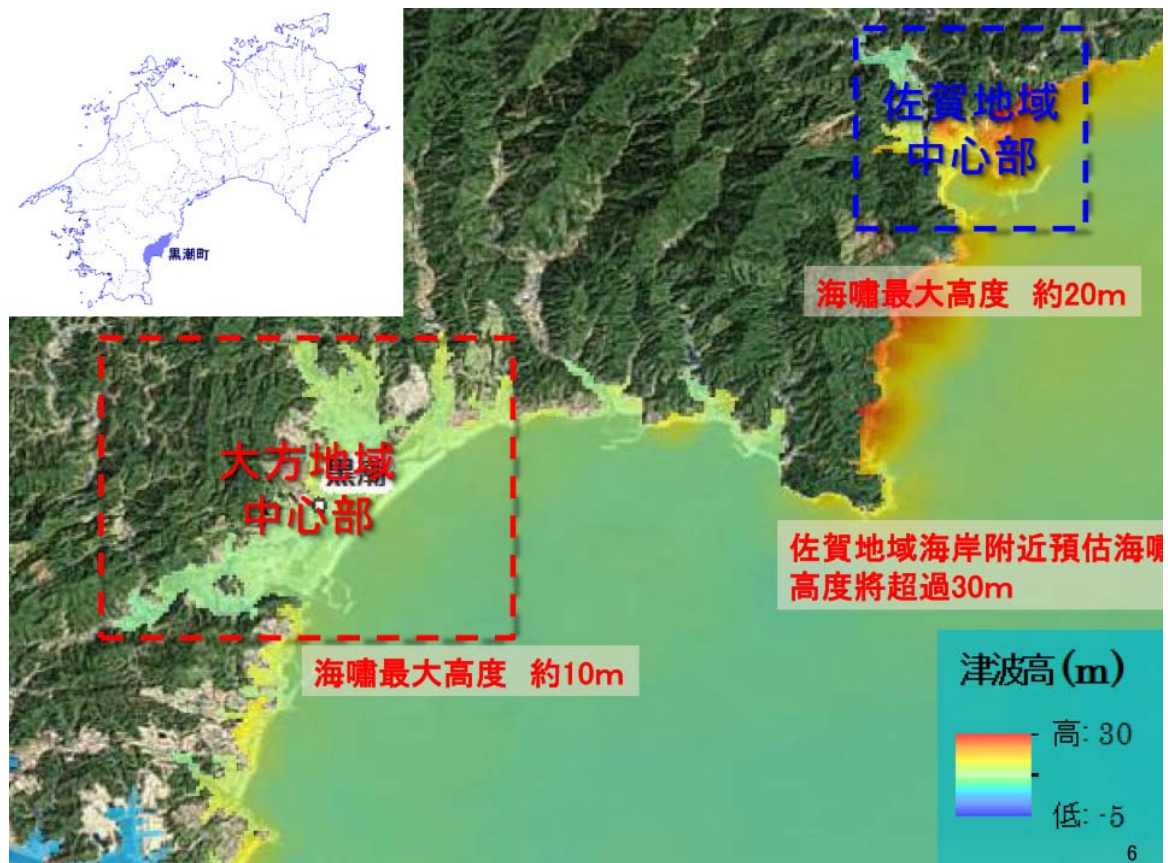 黒潮町
佐賀地域
中心部
海嘯最大高度 約20m
大方地域
黒潮
中心部
佐賀地域海岸附近預估海嘯
高度將超過30m
海嘯最大高度 約10m
津波高(m)
高: 30
低: -5
6